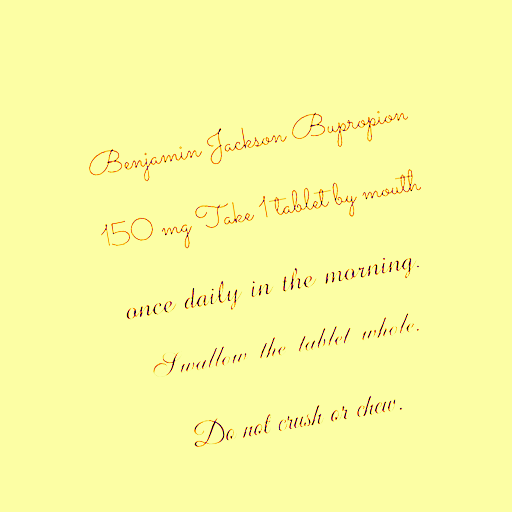 Benjamin Jackson Bupropion
150 mg Take 1 tablet by mouth
once daily in the morning.
Swallow the tablet whole.
Do not crush or chew.